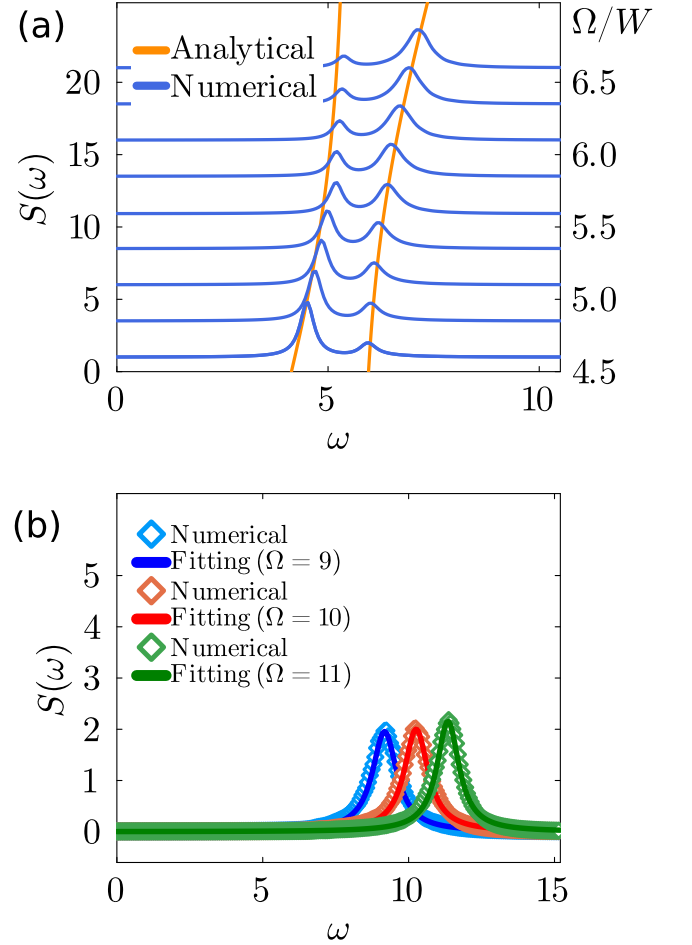 (a)
Ω/W
Analytical
Numerical
20
15
10
5
0
6.5
6.0
5.5
5.0
4.5
S(ω)
0 5 10
ω
(b)
Numerical
Fitting (Ω = 9)
Numerical
Fitting (Ω = 10)
Numerical
Fitting (Ω = 11)
5
4
3
2
1
0
S(ω)
0 5 10 15
ω